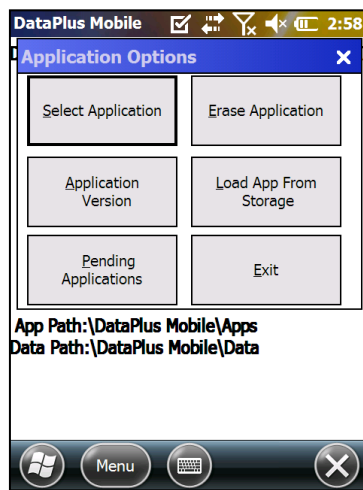 DataPlus Mobile 2:58
Application Options
Select Application
Erase Application
Application
Version
Load App From
Storage
Pending
Applications
Exit
App Path:\DataPlus Mobile\Apps
Data Path:\DataPlus Mobile\Data
Menu